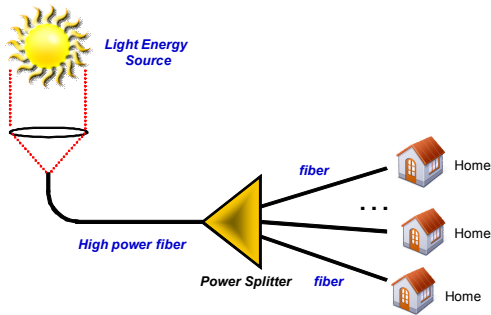 Light Energy
Source
fiber
Home
...
High power fiber
Home
Power Splitter
fiber
Home